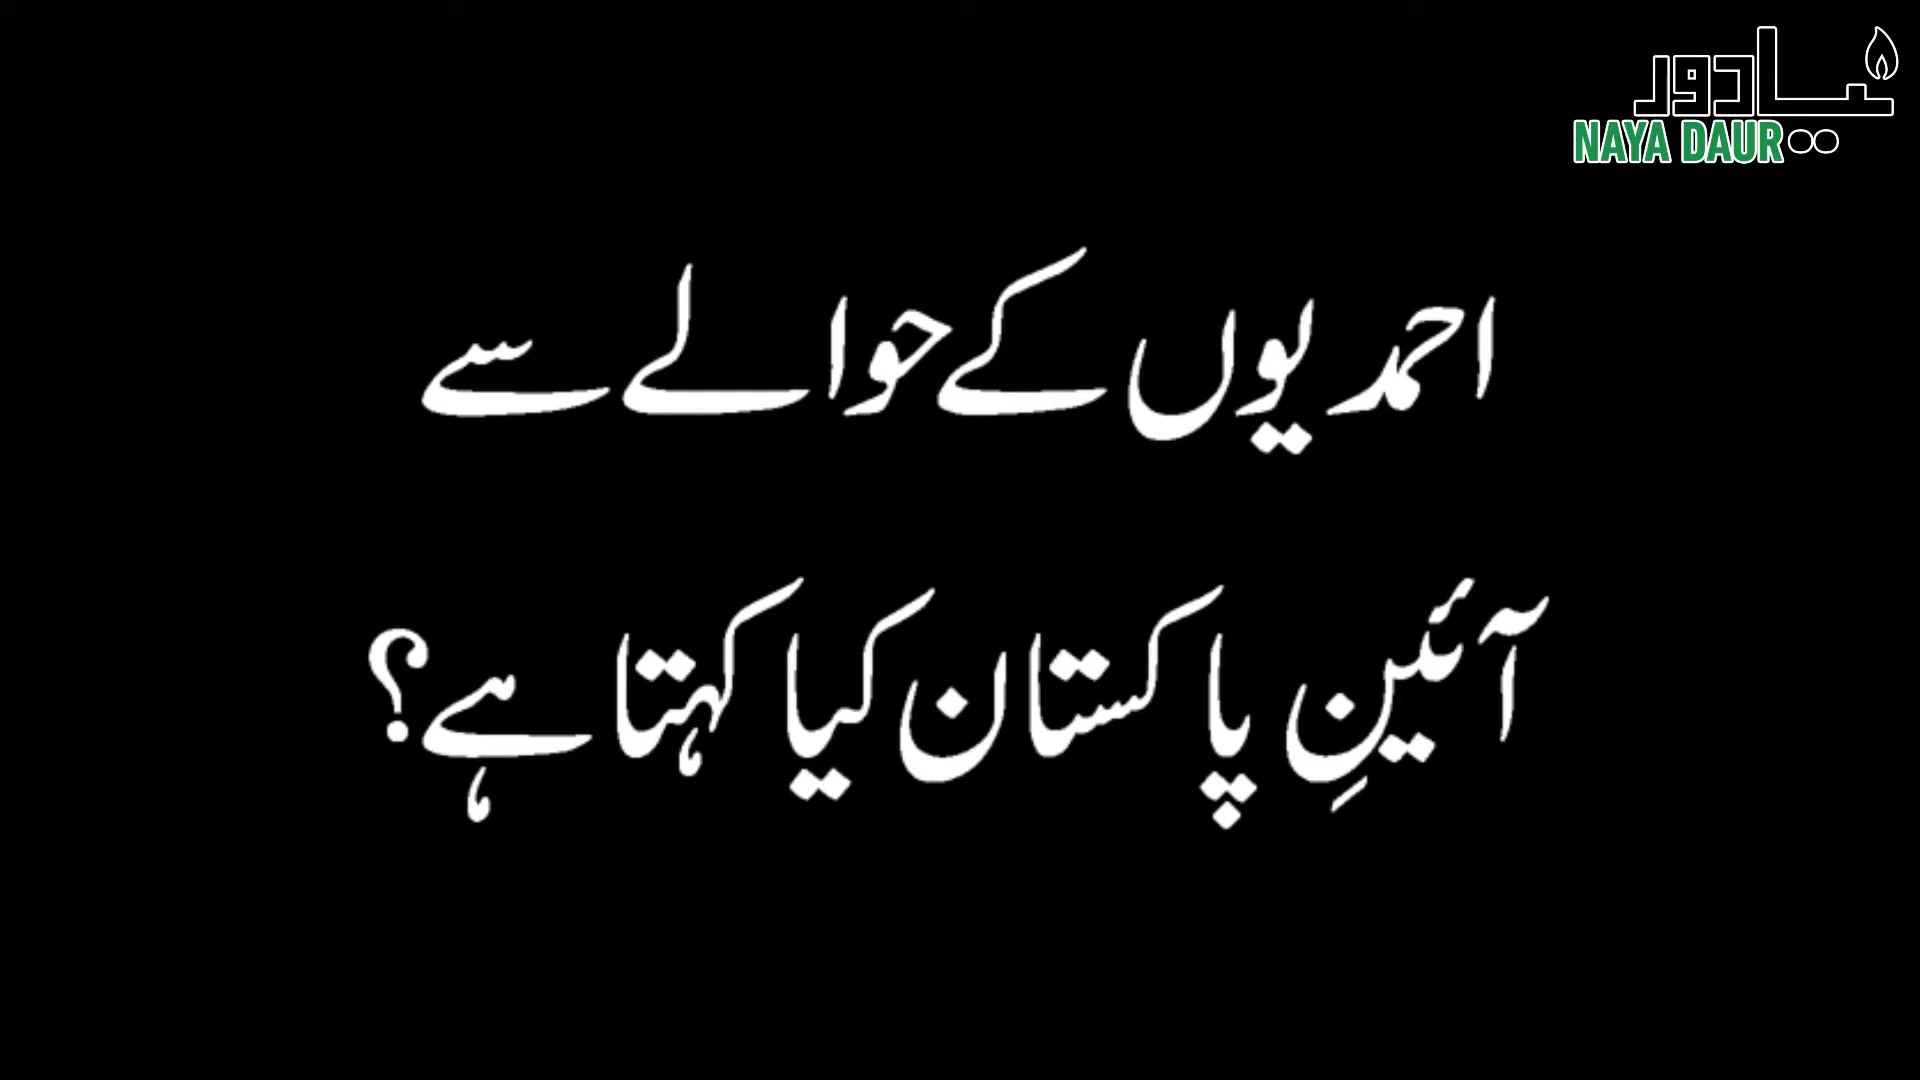 نیا دور
NAYA DAUR
احمدیوں کے حوالے سے
آئینِ پاکستان کیا کہتا ہے؟